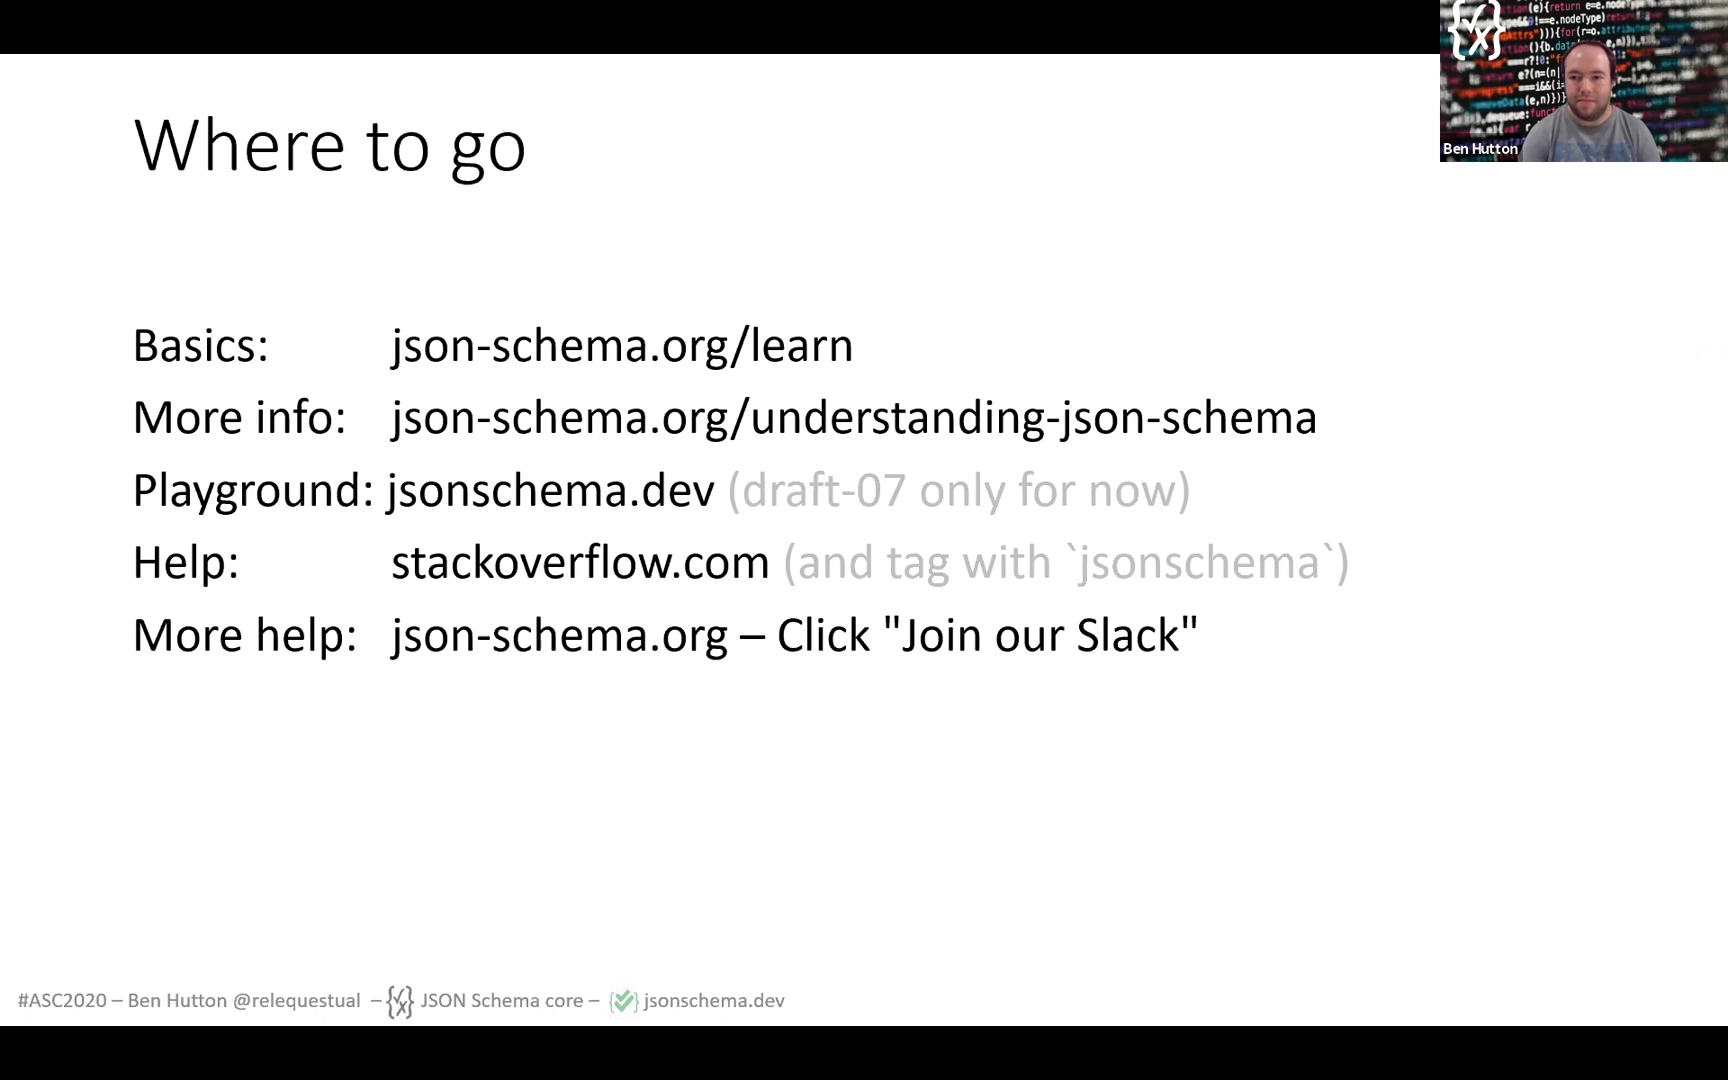 Where to go
Basics: json-schema.org/learn
More info: json-schema.org/understanding-json-schema
Playground: jsonschema.dev (draft-07 only for now)
Help: stackoverflow.com (and tag with `jsonschema`)
More help: json-schema.org – Click "Join our Slack"
Ben Hutton
#ASC2020 – Ben Hutton @relequestual – JSON Schema core – jsonschema.dev